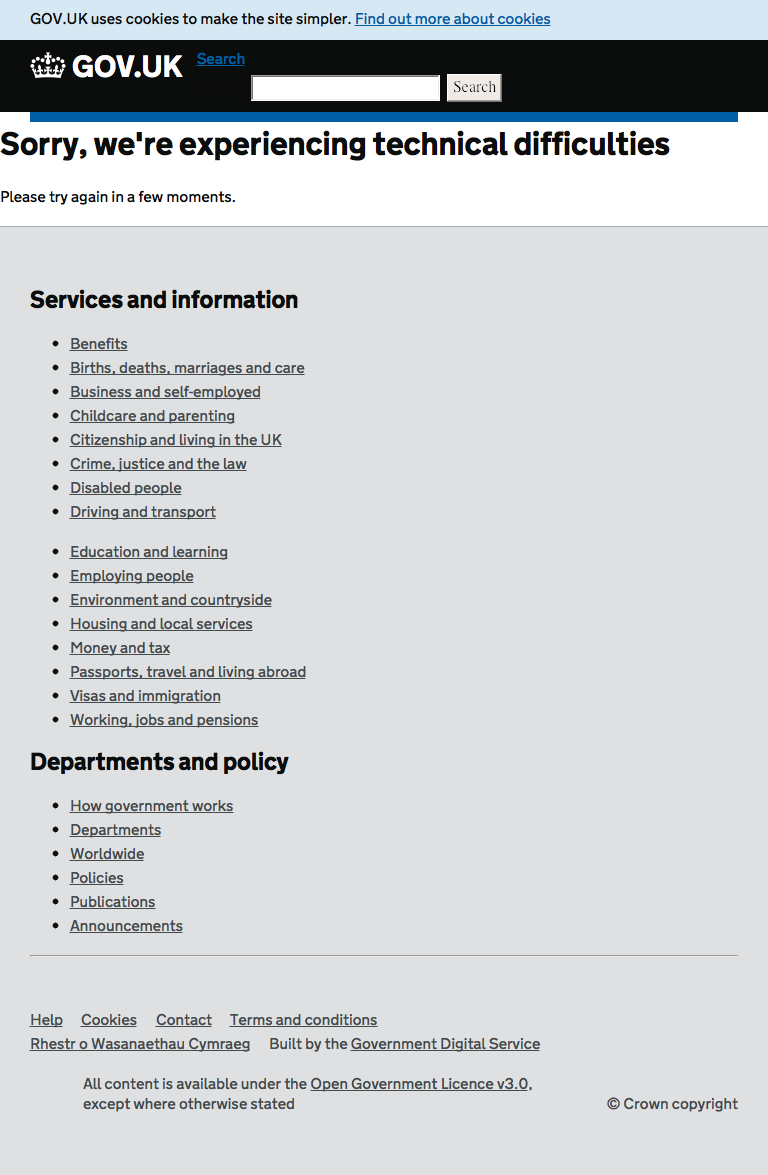 GOV.UK uses cookies to make the site simpler. Find out more about cookies
GOV.UK
Search
Search
Sorry, we're experiencing technical difficulties
Please try again in a few moments.
Services and information
Benefits
Births, deaths, marriages and care
Business and self-employed
Childcare and parenting
Citizenship and living in the UK
Crime, justice and the law
Disabled people
Driving and transport
Education and learning
Employing people
Environment and countryside
Housing and local services
Money and tax
Passports, travel and living abroad
Visas and immigration
Working, jobs and pensions
Departments and policy
How government works
Departments
Worldwide
Policies
Publications
Announcements
Help Cookies Contact Terms and conditions
Rhestr o Wasanaethau Cymraeg Built by the Government Digital Service
All content is available under the Open Government Licence v3.0,
except where otherwise stated
© Crown copyright